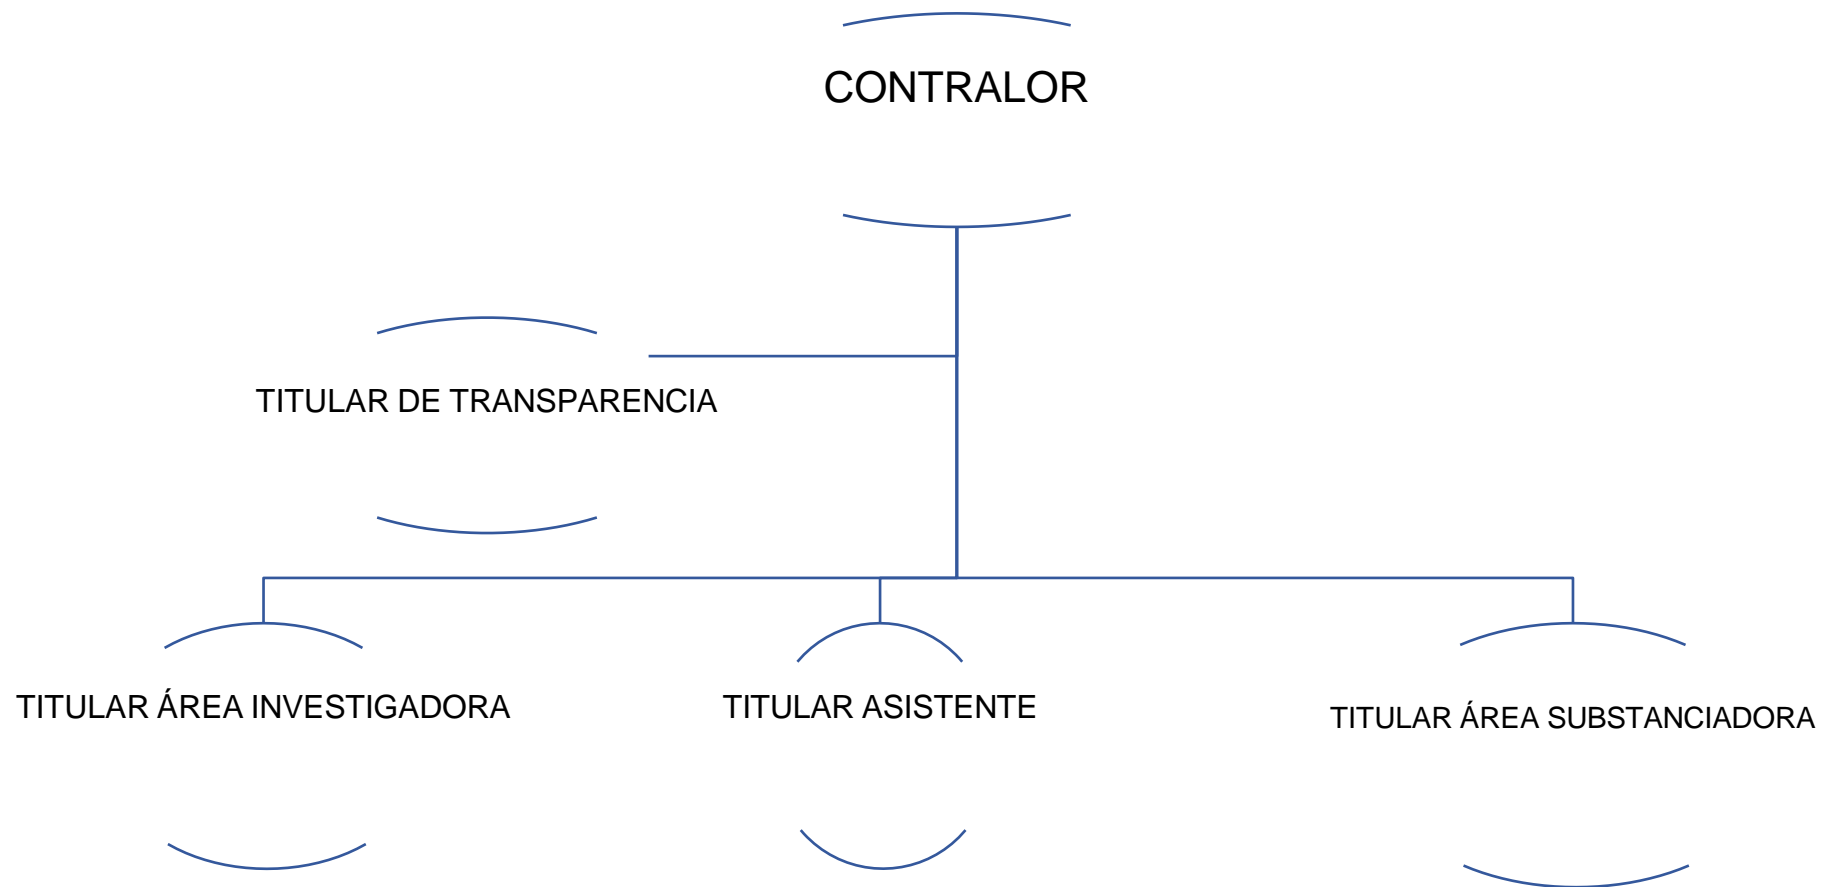 CONTRALOR
TITULAR DE TRANSPARENCIA
TITULAR ÁREA INVESTIGADORA
TITULAR ASISTENTE
TITULAR ÁREA SUBSTANCIADORA